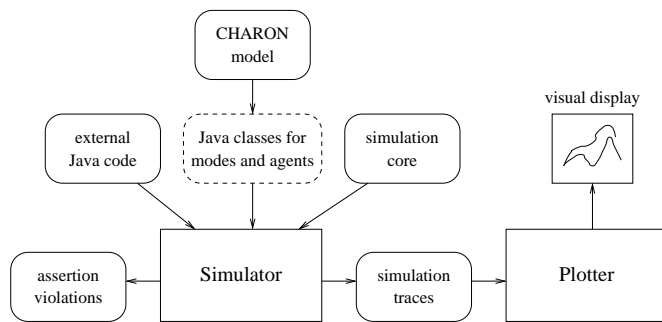 CHARON
model
visual display
external
Java code
Java classes for
modes and agents
simulation
core
assertion
violations
Simulator
simulation
traces
Plotter